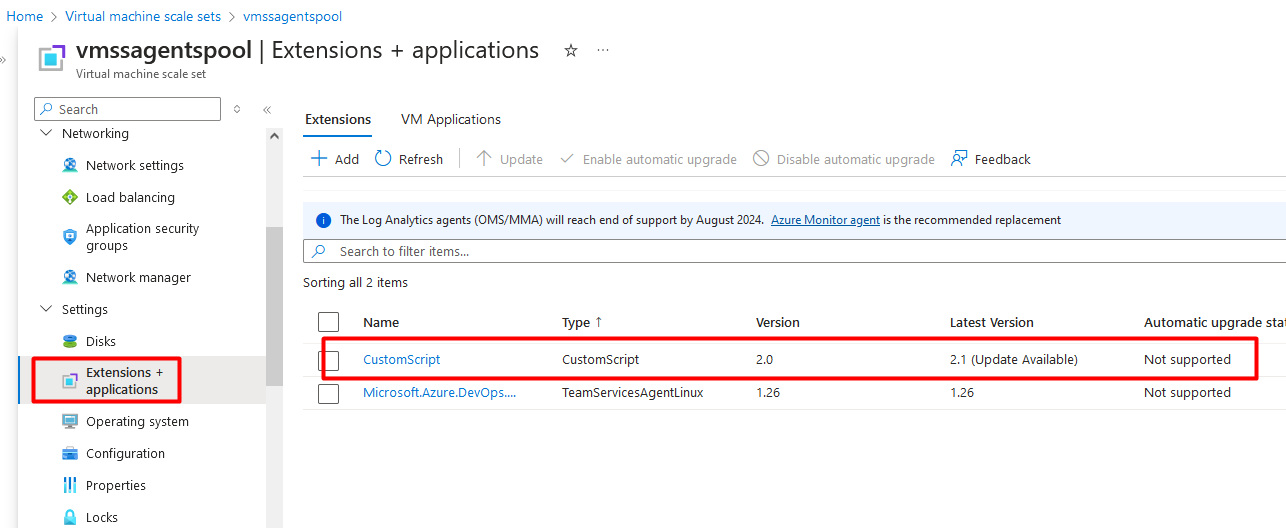 Home > Virtual machine scale sets > vmssagentspool
vmssagentspool | Extensions + applications
Virtual machine scale set
Search
Networking
Network settings
Load balancing
Application security
groups
Network manager
Settings
Disks
Extensions +
applications
Operating system
Configuration
Properties
Locks
Extensions VM Applications
Add Refresh Update Enable automatic upgrade Disable automatic upgrade Feedback
The Log Analytics agents (OMS/MMA) will reach end of support by August 2024. Azure Monitor agent is the recommended replacement
Search to filter items...
Sorting all 2 items
Name Type ↑ Version Latest Version Automatic upgrade stat
CustomScript CustomScript 2.0 2.1 (Update Available) Not supported
Microsoft.Azure.DevOps.... TeamServicesAgentLinux 1.26 1.26 Not supported